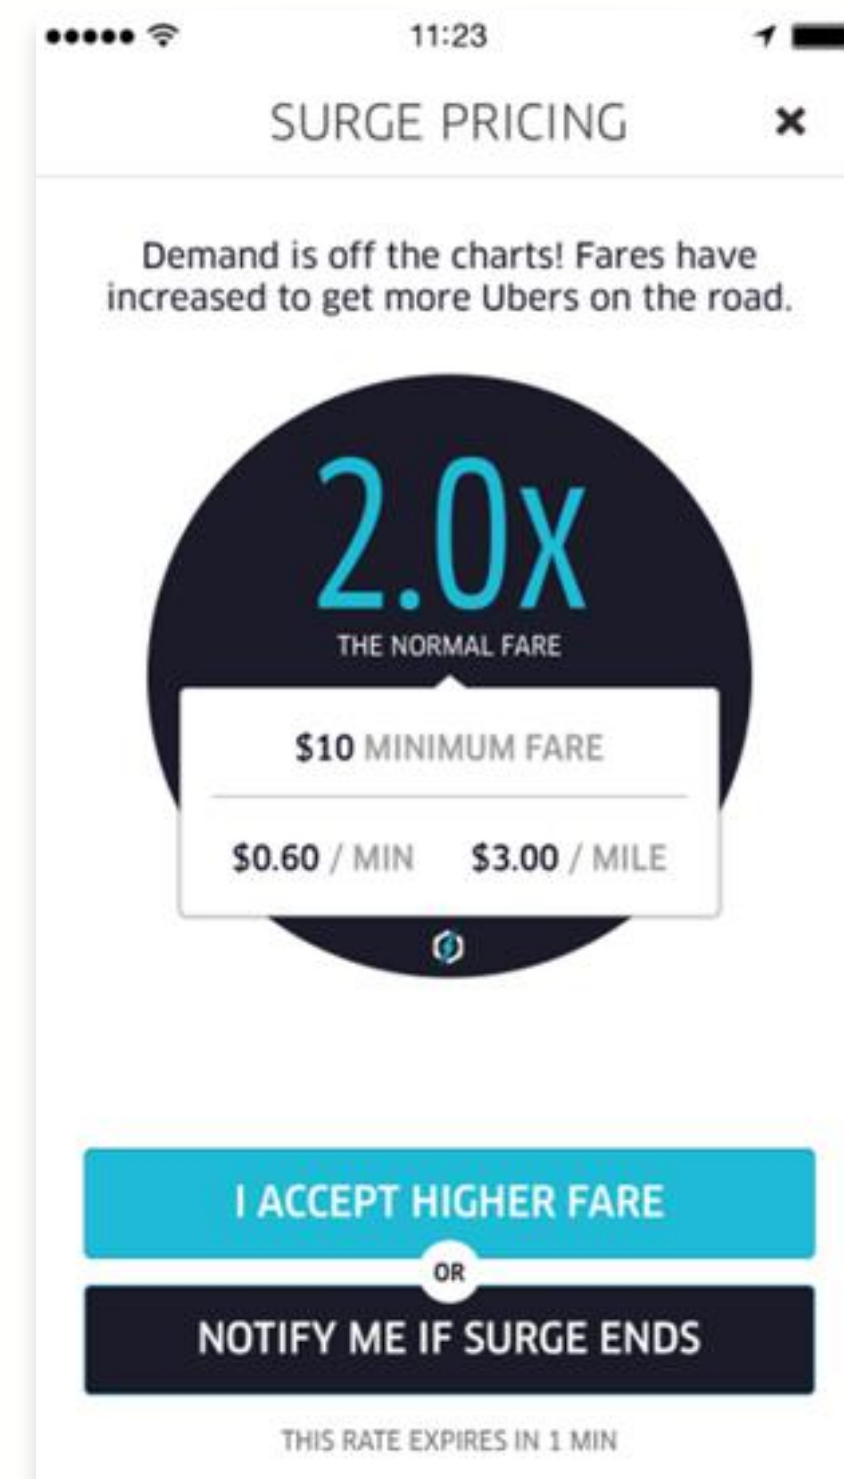 11:23
SURGE PRICING
Demand is off the charts! Fares have
increased to get more Ubers on the road.
2.0x
THE NORMAL FARE
$10 MINIMUM FARE
$0.60 / MIN $3.00 / MILE
I ACCEPT HIGHER FARE
OR
NOTIFY ME IF SURGE ENDS
THIS RATE EXPIRES IN 1 MIN